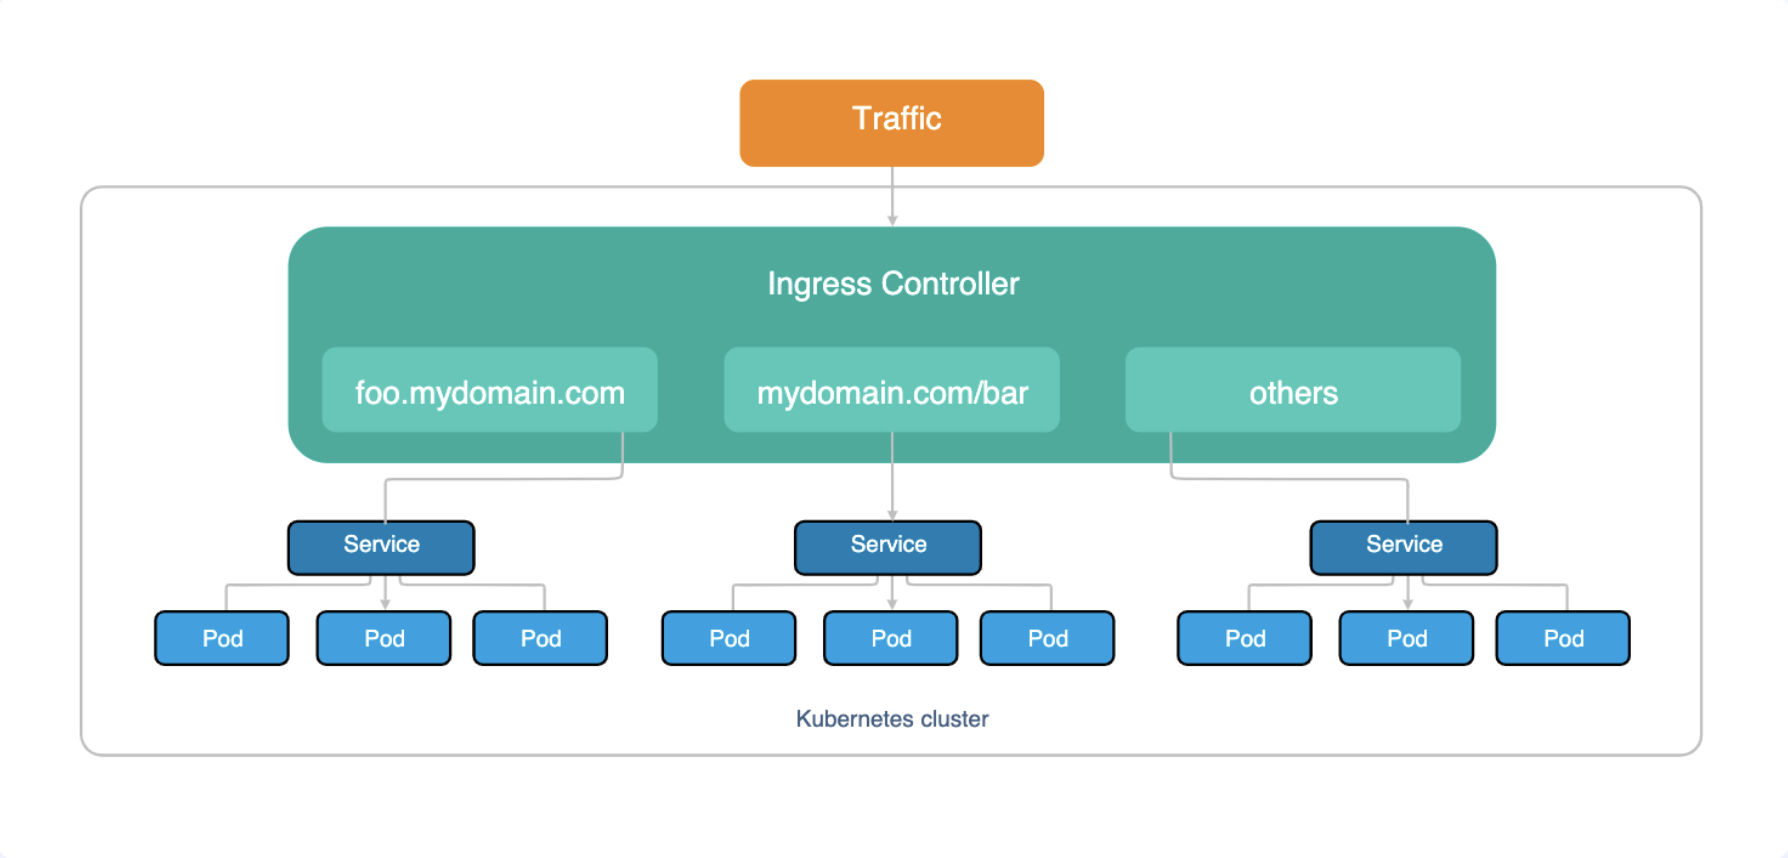 Traffic
Ingress Controller
foo.mydomain.com
mydomain.com/bar
others
Service
Service
Service
Pod
Pod
Pod
Pod
Pod
Pod
Pod
Pod
Pod
Kubernetes cluster